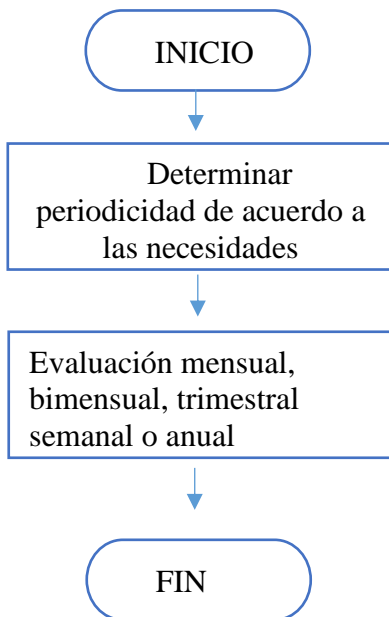 INICIO
Determinar
periodicidad de acuerdo a
las necesidades
Evaluación mensual,
bimensual, trimestral
semanal o anual
FIN